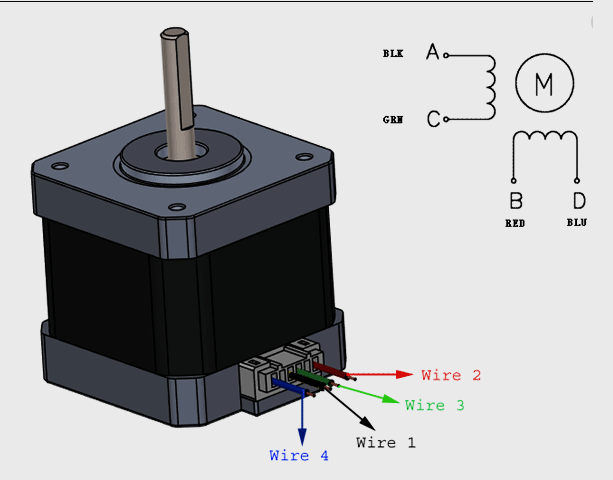 BLK A
M
GRN C
B D
RED BLU
Wire 2
Wire 3
Wire 1
Wire 4